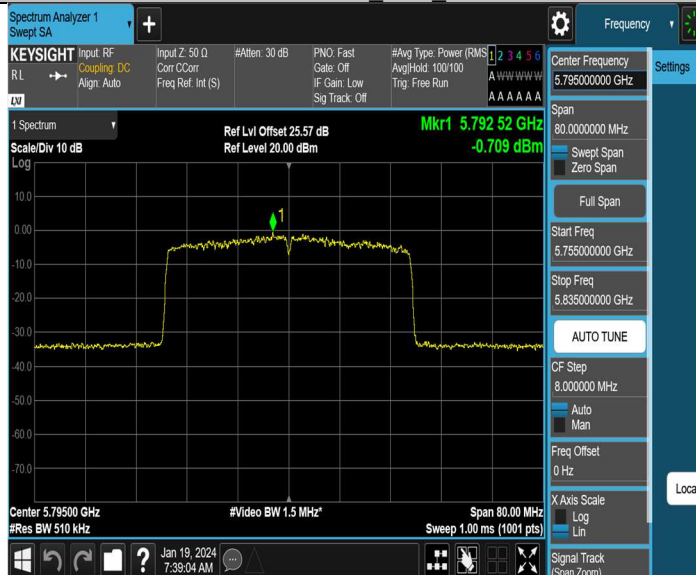 Spectrum Analyzer 1
Swept SA
+
Frequency
KEYSIGHT
RL
LXI
Input: RF
Coupling: DC
Align: Auto
Input Z: 50 Ω
Corr CCorr
Freq Ref: Int (S)
#Atten: 30 dB
PNO: Fast
Gate: Off
IF Gain: Low
Sig Track: Off
#Avg Type: Power (RMS
Avg|Hold: 100/100
Trig: Free Run
1 2 3 4 5 6
A W W W W W
A A A A A A
1 Spectrum
Scale/Div 10 dB
Log
Ref Lvl Offset 25.57 dB
Ref Level 20.00 dBm
Mkr1 5.792 52 GHz
-0.709 dBm
1
10.0
0.00
-10.0
-20.0
-30.0
-40.0
-50.0
-60.0
-70.0
Center 5.79500 GHz
#Res BW 510 kHz
#Video BW 1.5 MHz*
Span 80.00 MHz
Sweep 1.00 ms (1001 pts)
?
Jan 19, 2024
7:39:04 AM
Center Frequency
5.795000000 GHz
Span
80.0000000 MHz
Swept Span
Zero Span
Full Span
Start Freq
5.755000000 GHz
Stop Freq
5.835000000 GHz
AUTO TUNE
CF Step
8.000000 MHz
Auto
Man
Freq Offset
0 Hz
X Axis Scale
Log
Lin
Signal Track
(Span Zoom)
Settings
Loca